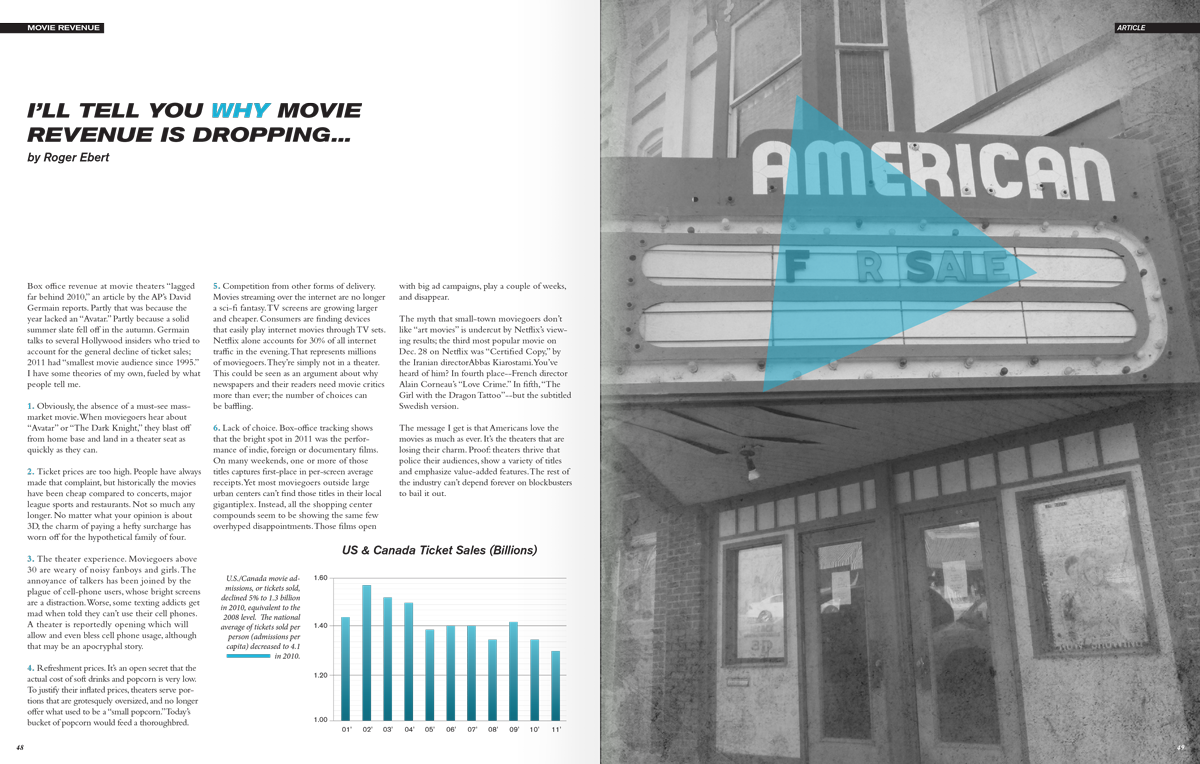 MOVIE REVENUE
ARTICLE
I'LL TELL YOU WHY MOVIE
REVENUE IS DROPPING...
by Roger Ebert
Box office revenue at movie theaters "lagged
far behind 2010," an article by the AP's David
Germain reports. Partly that was because the
year lacked an "Avatar." Partly because a solid
summer slate fell off in the autumn. Germain
talks to several Hollywood insiders who tried to
account for the general decline of ticket sales;
2011 had "smallest movie audience since 1995."
I have some theories of my own, fueled by what
people tell me.
1. Obviously, the absence of a must-see mass-
market movie. When moviegoers hear about
"Avatar" or "The Dark Knight," they blast off
from home base and land in a theater seat as
quickly as they can.
2. Ticket prices are too high. People have always
made that complaint, but historically the movies
have been cheap compared to concerts, major
league sports and restaurants. Not so much any
longer. No matter what your opinion is about
3D, the charm of paying a hefty surcharge has
worn off for the hypothetical family of four.
3. The theater experience. Moviegoers above
30 are weary of noisy fanboys and girls. The
annoyance of talkers has been joined by the
plague of cell-phone users, whose bright screens
are a distraction. Worse, some texting addicts get
mad when told they can't use their cell phones.
A theater is reportedly opening which will
allow and even bless cell phone usage, although
that may be an apocryphal story.
4. Refreshment prices. It's an open secret that the
actual cost of soft drinks and popcorn is very low.
To justify their inflated prices, theaters serve por-
tions that are grotesquely oversized, and no longer
offer what used to be a "small popcorn." Today's
bucket of popcorn would feed a thoroughbred.
5. Competition from other forms of delivery.
Movies streaming over the internet are no longer
a sci-fi fantasy. TV screens are growing larger
and cheaper. Consumers are finding devices
that easily play internet movies through TV sets.
Netflix alone accounts for 30% of all internet
traffic in the evening. That represents millions
of moviegoers. They're simply not in a theater.
This could be seen as an argument about why
newspapers and their readers need movie critics
more than ever; the number of choices can
be baffling.
6. Lack of choice. Box-office tracking shows
that the bright spot in 2011 was the perfor-
mance of indie, foreign or documentary films.
On many weekends, one or more of those
titles captures first-place in per-screen average
receipts. Yet most moviegoers outside large
urban centers can't find those titles in their local
gigantiplex. Instead, all the shopping center
compounds seem to be showing the same few
overhyped disappointments. Those films open
with big ad campaigns, play a couple of weeks,
and disappear.
The myth that small-town moviegoers don't
like "art movies" is undercut by Netflix's view-
ing results; the third most popular movie on
Dec. 28 on Netflix was "Certified Copy," by
the Iranian directorAbbas Kiarostami. You've
heard of him? In fourth place--French director
Alain Corneau's "Love Crime." In fifth, "The
Girl with the Dragon Tattoo"--but the subtitled
Swedish version.
The message I get is that Americans love the
movies as much as ever. It's the theaters that are
losing their charm. Proof: theaters thrive that
police their audiences, show a variety of titles
and emphasize value-added features. The rest of
the industry can't depend forever on blockbusters
to bail it out.
US & Canada Ticket Sales (Billions)
U.S./Canada movie ad-
missions, or tickets sold,
declined 5% to 1.3 billion
in 2010, equivalent to the
2008 level. The national
average of tickets sold per
person (admissions per
capita) decreased to 4.1
in 2010.
1.60
1.40
1.20
1.00
01' 02' 03' 04' 05' 06' 07' 08' 09' 10' 11'
48
AMERICAN
F R SALE
49